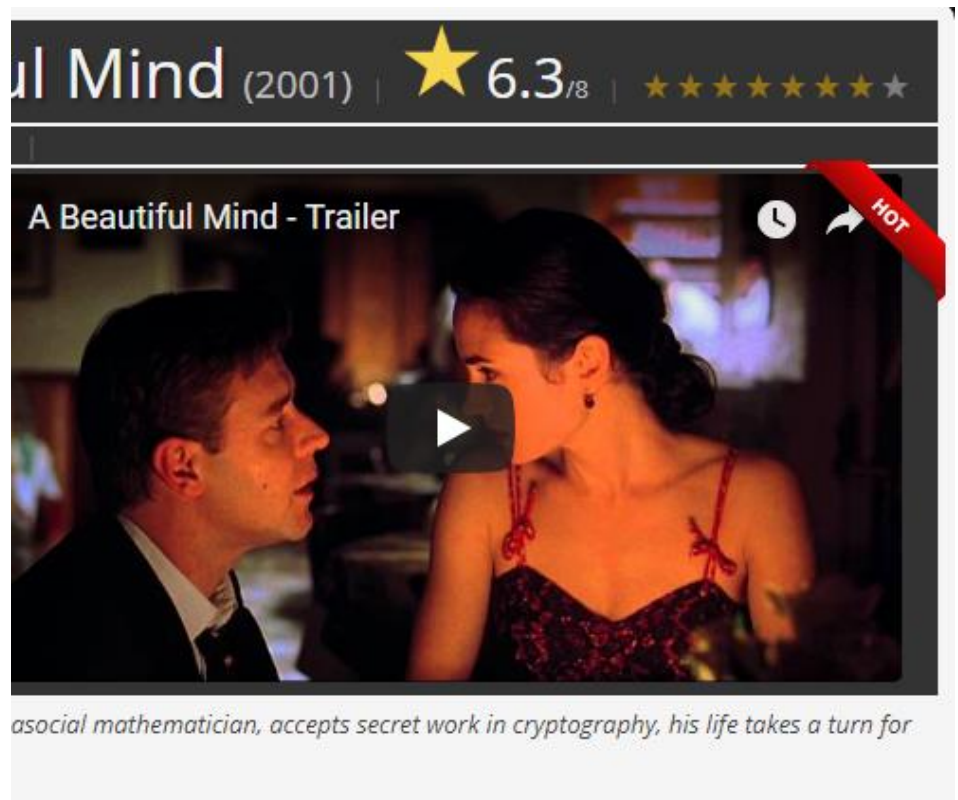 ul Mind (2001) | 6.3/8 |
|
HOT
A Beautiful Mind - Trailer
asocial mathematician, accepts secret work in cryptography, his life takes a turn for